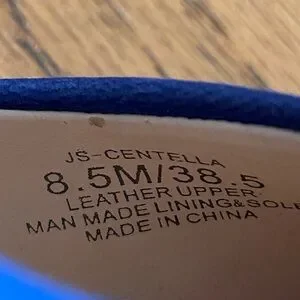 JS-CENTELLA
8.5M/38.5
LEATHER UPPER
MAN MADE LINING&SOLE
MADE IN CHINA